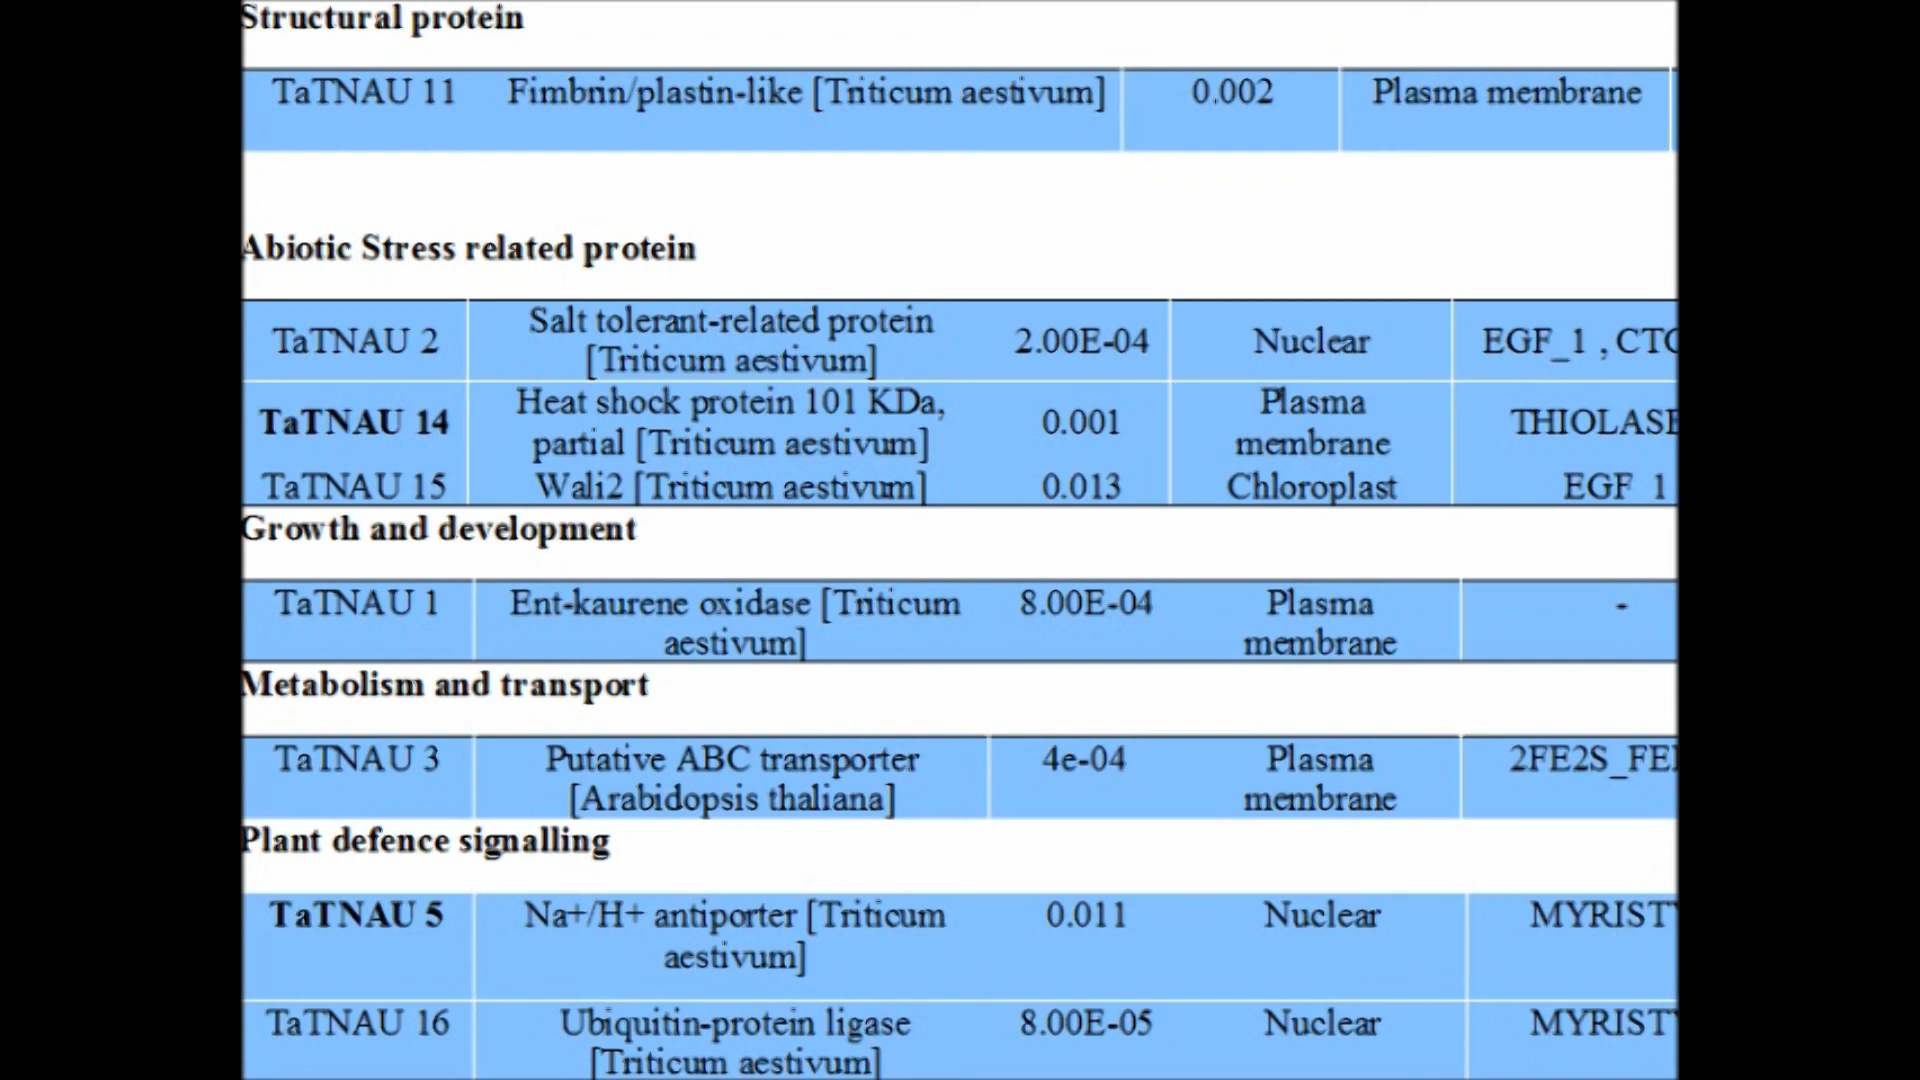 Structural protein
TaTNAU 11 Fimbrin/plastin-like [Triticum aestivum] 0.002 Plasma membrane
Abiotic Stress related protein
TaTNAU 2 Salt tolerant-related protein [Triticum aestivum] 2.00E-04 Nuclear EGF_1 ,
TaTNAU 14 Heat shock protein 101 KDa, partial [Triticum aestivum] 0.001 Plasma membrane THIOLASE
TaTNAU 15 Wali2 [Triticum aestivum] 0.013 Chloroplast EGF 1
Growth and development
TaTNAU 1 Ent-kaurene oxidase [Triticum aestivum] 8.00E-04 Plasma membrane -
Metabolism and transport
TaTNAU 3 Putative ABC transporter [Arabidopsis thaliana] 4e-04 Plasma membrane
Plant defence signalling
TaTNAU 5 Na+/H+ antiporter [Triticum aestivum] 0.011 Nuclear
TaTNAU 16 Ubiquitin-protein ligase [Triticum aestivum] 8.00E-05 Nuclear